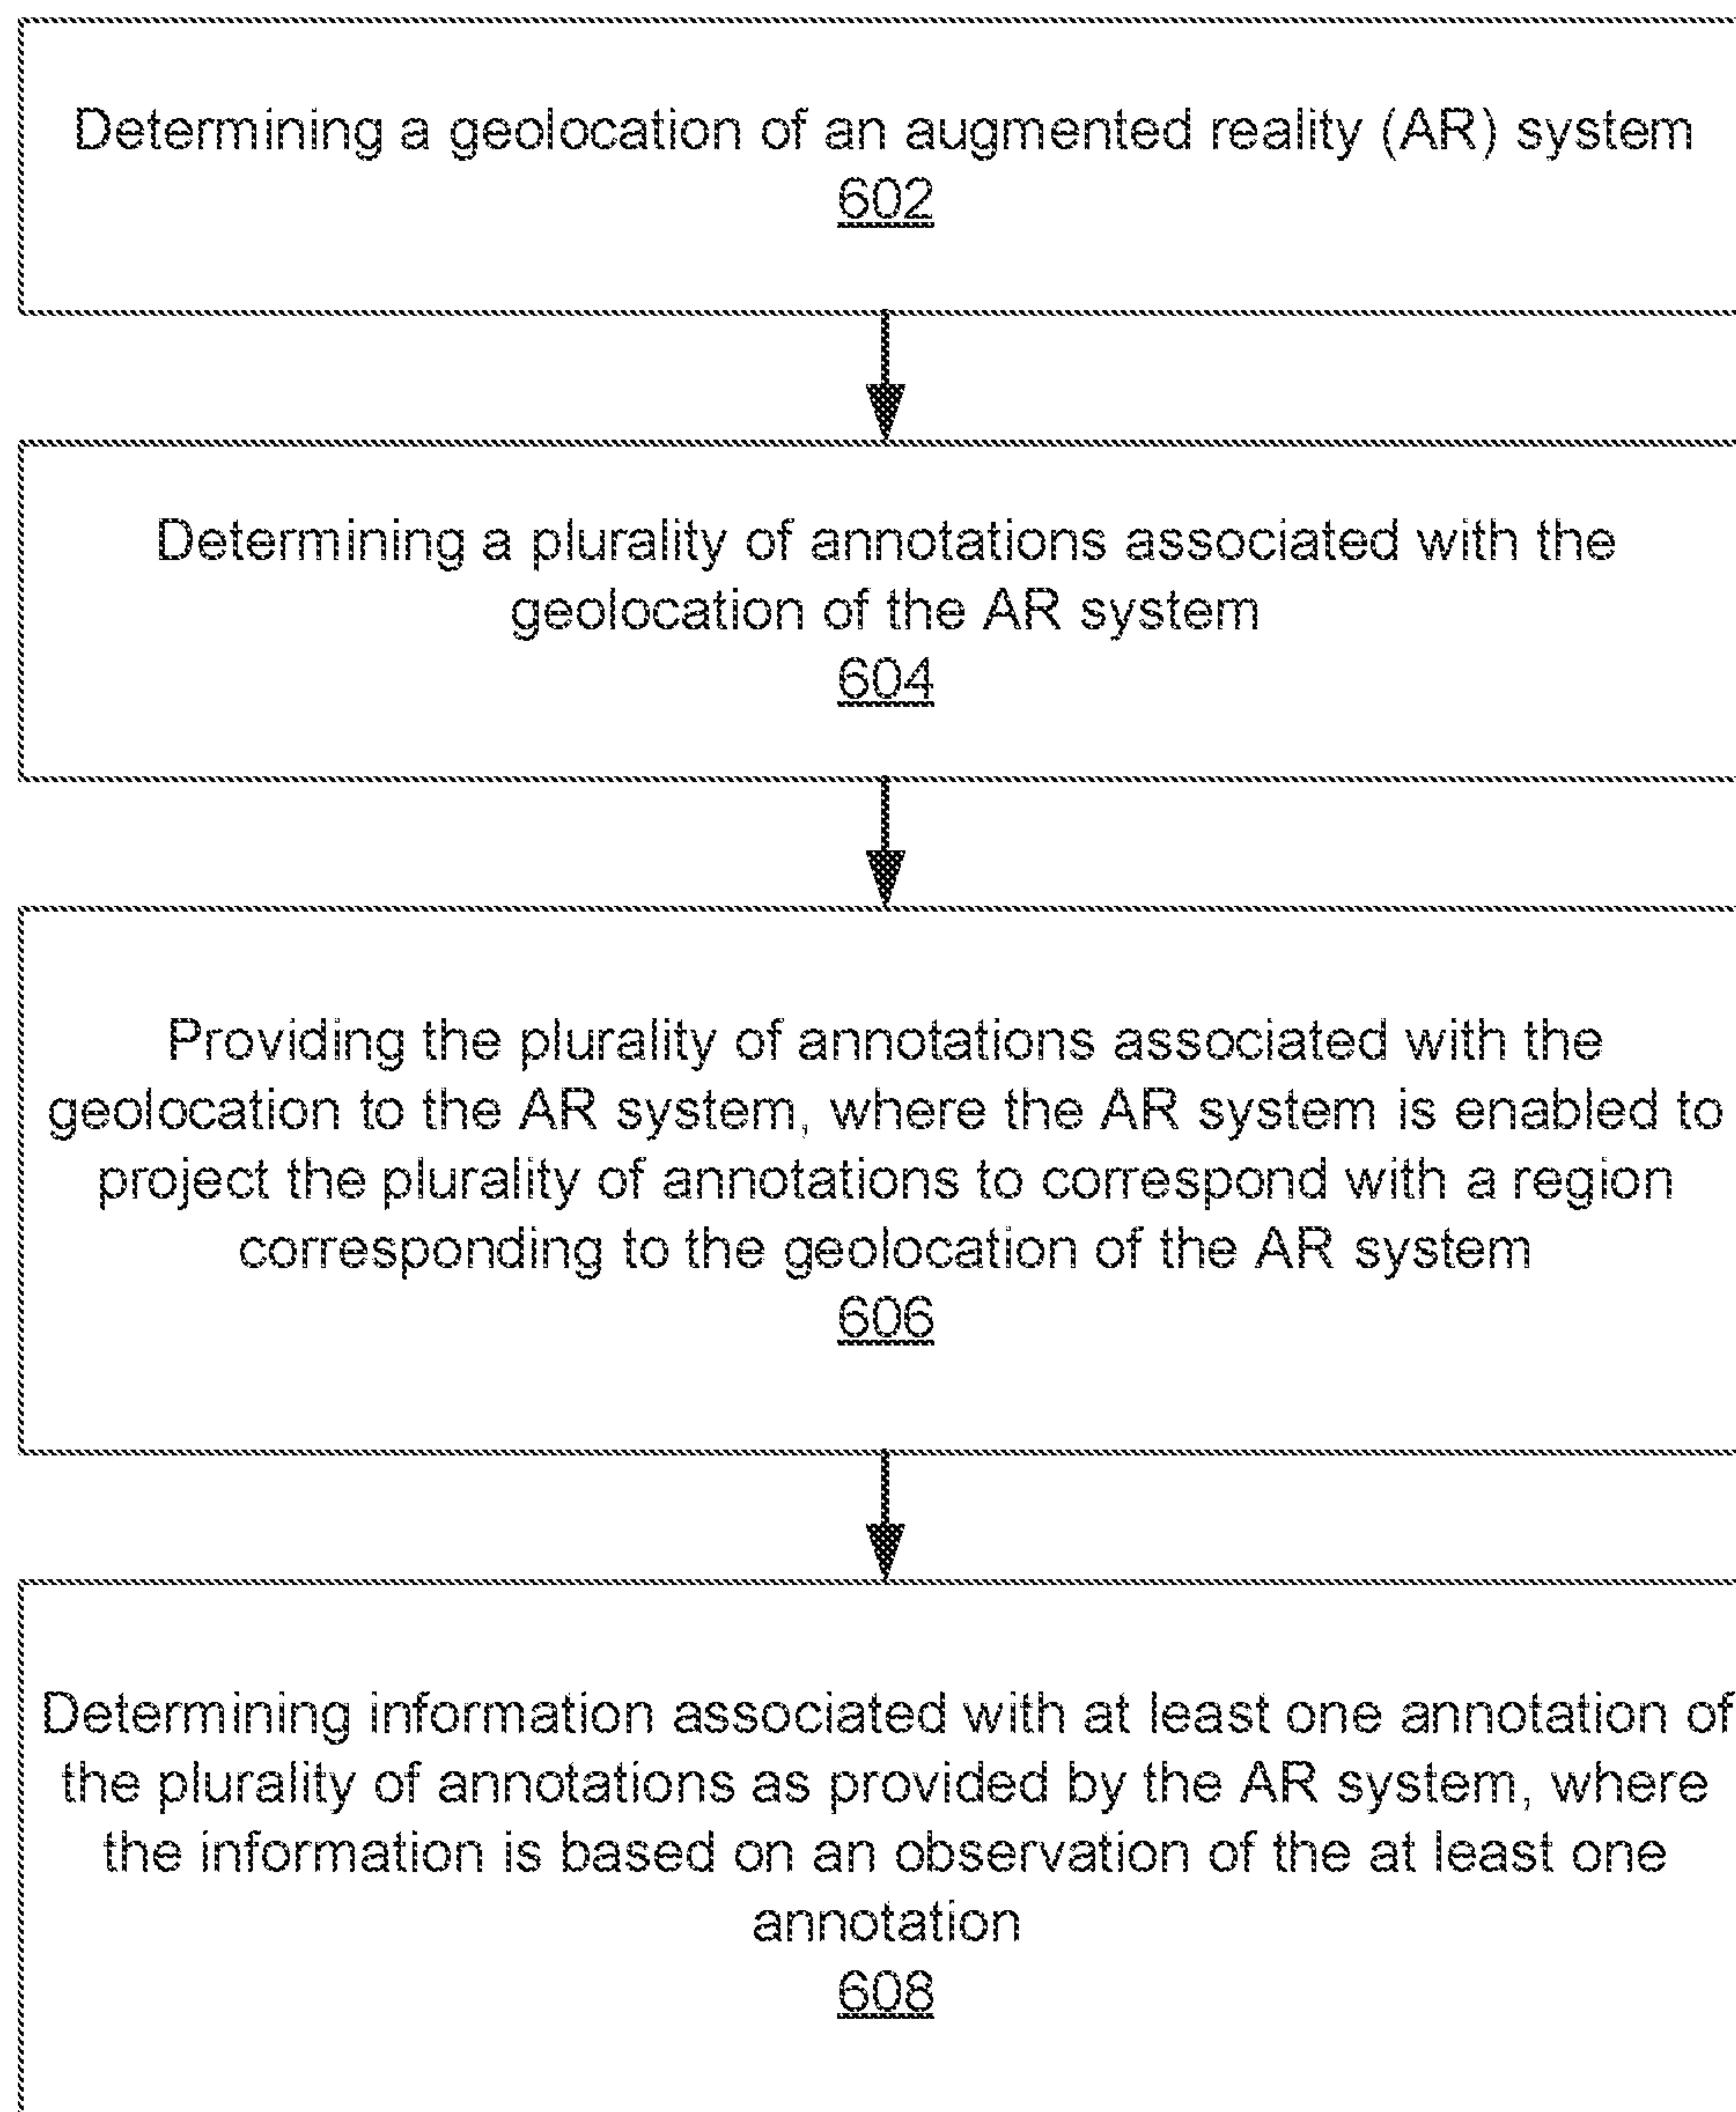 Determining a geolocation of an augmented reality (AR) system
602
Determining a plurality of annotations associated with the
geolocation of the AR system
604
Providing the plurality of annotations associated with the
geolocation to the AR system, where the AR system is enabled to
project the plurality of annotations to correspond with a region
corresponding to the geolocation of the AR system
606
Determining information associated with at least one annotation of
the plurality of annotations as provided by the AR system, where
the information is based on an observation of the at least one
annotation
608